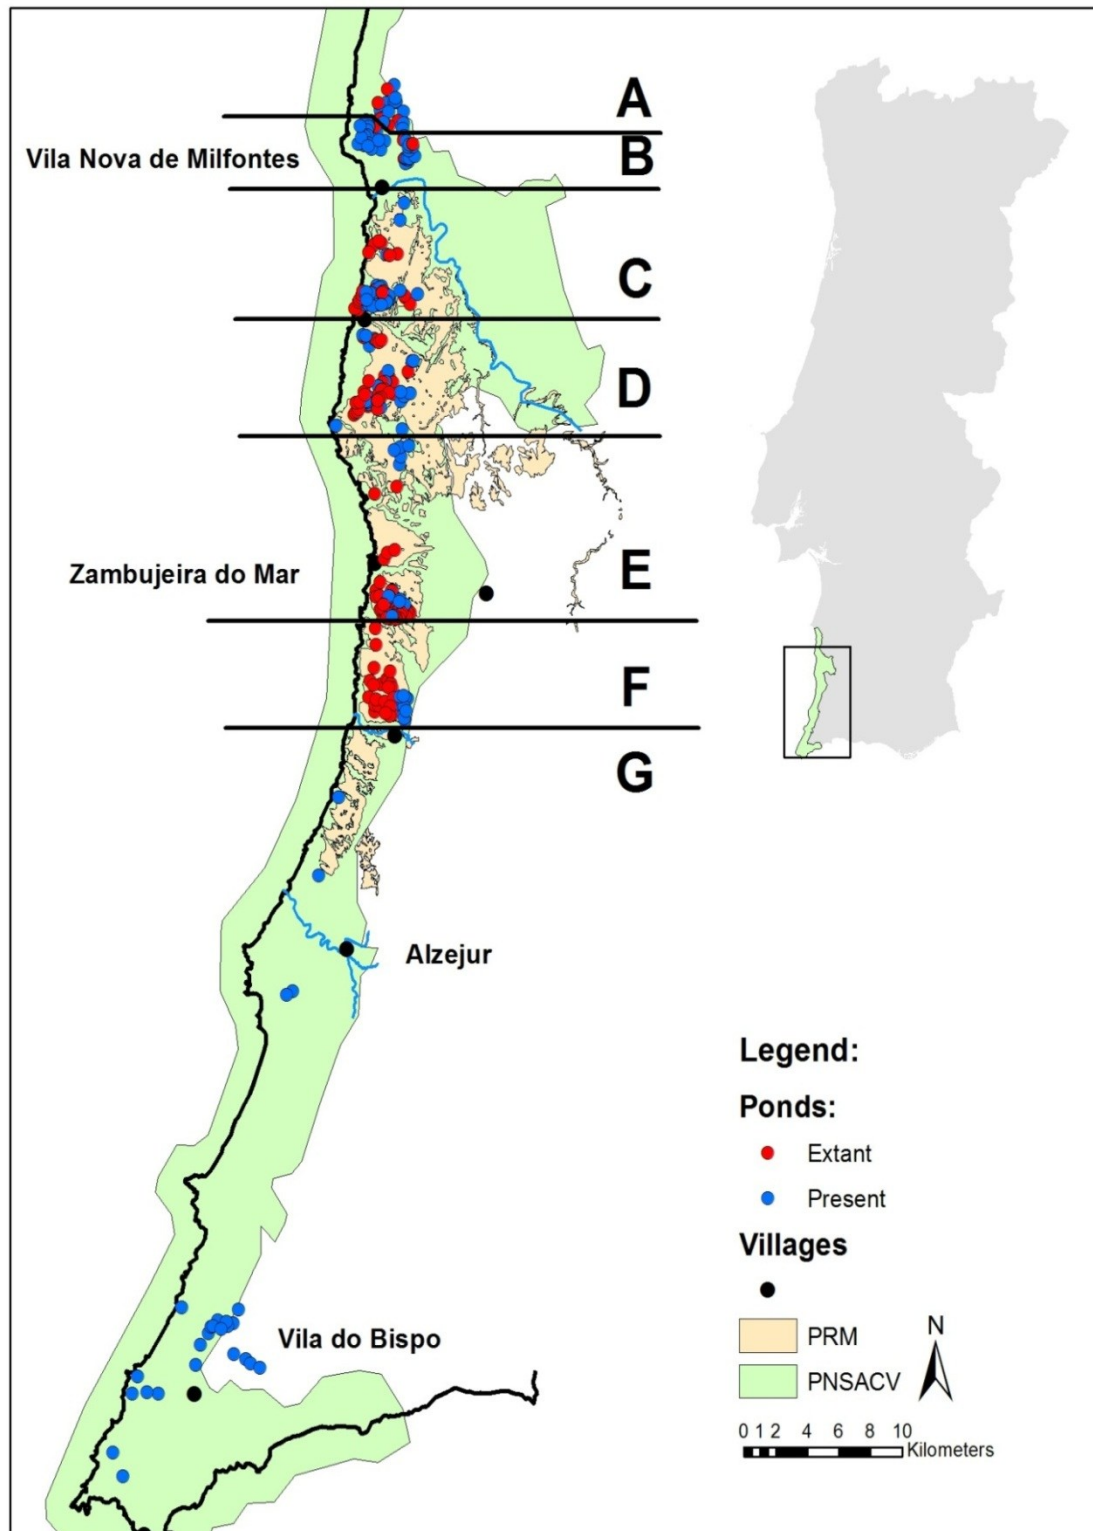 A
B
Vila Nova de Milfontes
C
D
E
Zambujeira do Mar
F
G
Alzejur
Legend:
Ponds:
Extant
Present
Villages
PRM
N
PNSACV
0 1 2 4 6 8 10
Kilometers
Vila do Bispo